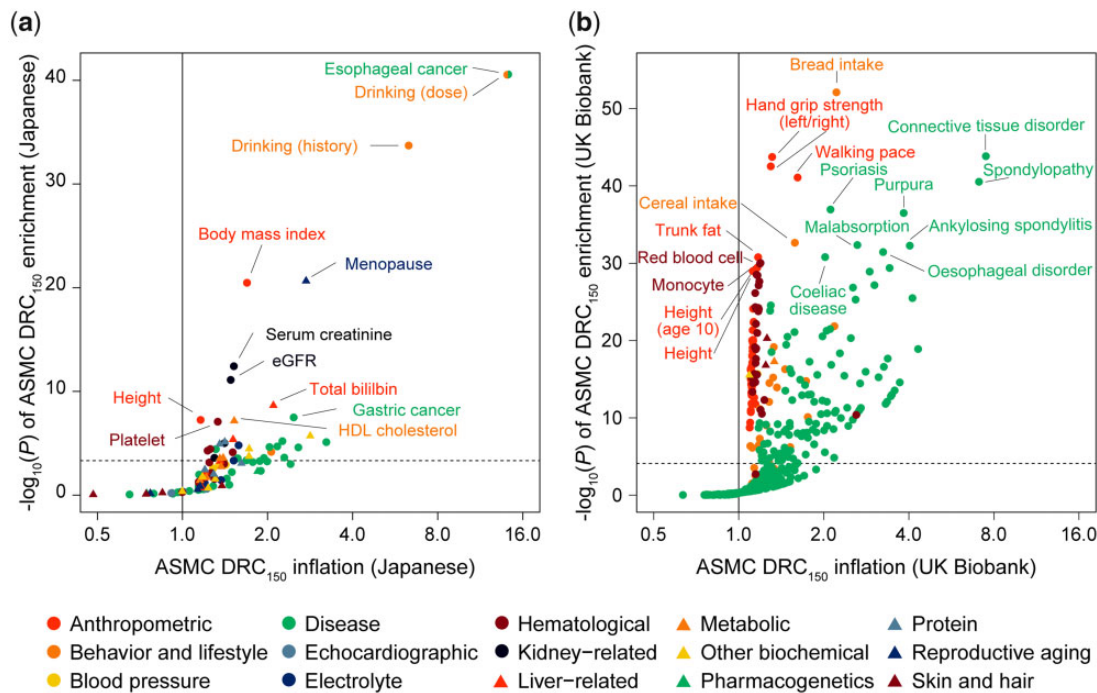 (a)
-log10(P) of ASMC DRC150 enrichment (Japanese)
40
30
20
10
0
Esophageal cancer
Drinking (dose)
Drinking (history)
Body mass index
Menopause
Serum creatinine
eGFR
Height
Total bililbin
Gastric cancer
Platelet
HDL cholesterol
0.5 1.0 2.0 4.0 8.0 16.0
ASMC DRC150 inflation (Japanese)
(b)
-log10(P) of ASMC DRC150 enrichment (UK Biobank)
50
40
30
20
10
0
Bread intake
Hand grip strength
(left/right)
Connective tissue disorder
Walking pace
Psoriasis
Spondylopathy
Purpura
Cereal intake
Malabsorption
Ankylosing spondylitis
Trunk fat
Red blood cell
Oesophageal disorder
Monocyte
Coeliac
disease
Height
(age 10)
Height
0.5 1.0 2.0 4.0 8.0 16.0
ASMC DRC150 inflation (UK Biobank)
Anthropometric Disease Hematological Metabolic Protein
Behavior and lifestyle Echocardiographic Kidney-related Other biochemical Reproductive aging
Blood pressure Electrolyte Liver-related Pharmacogenetics Skin and hair